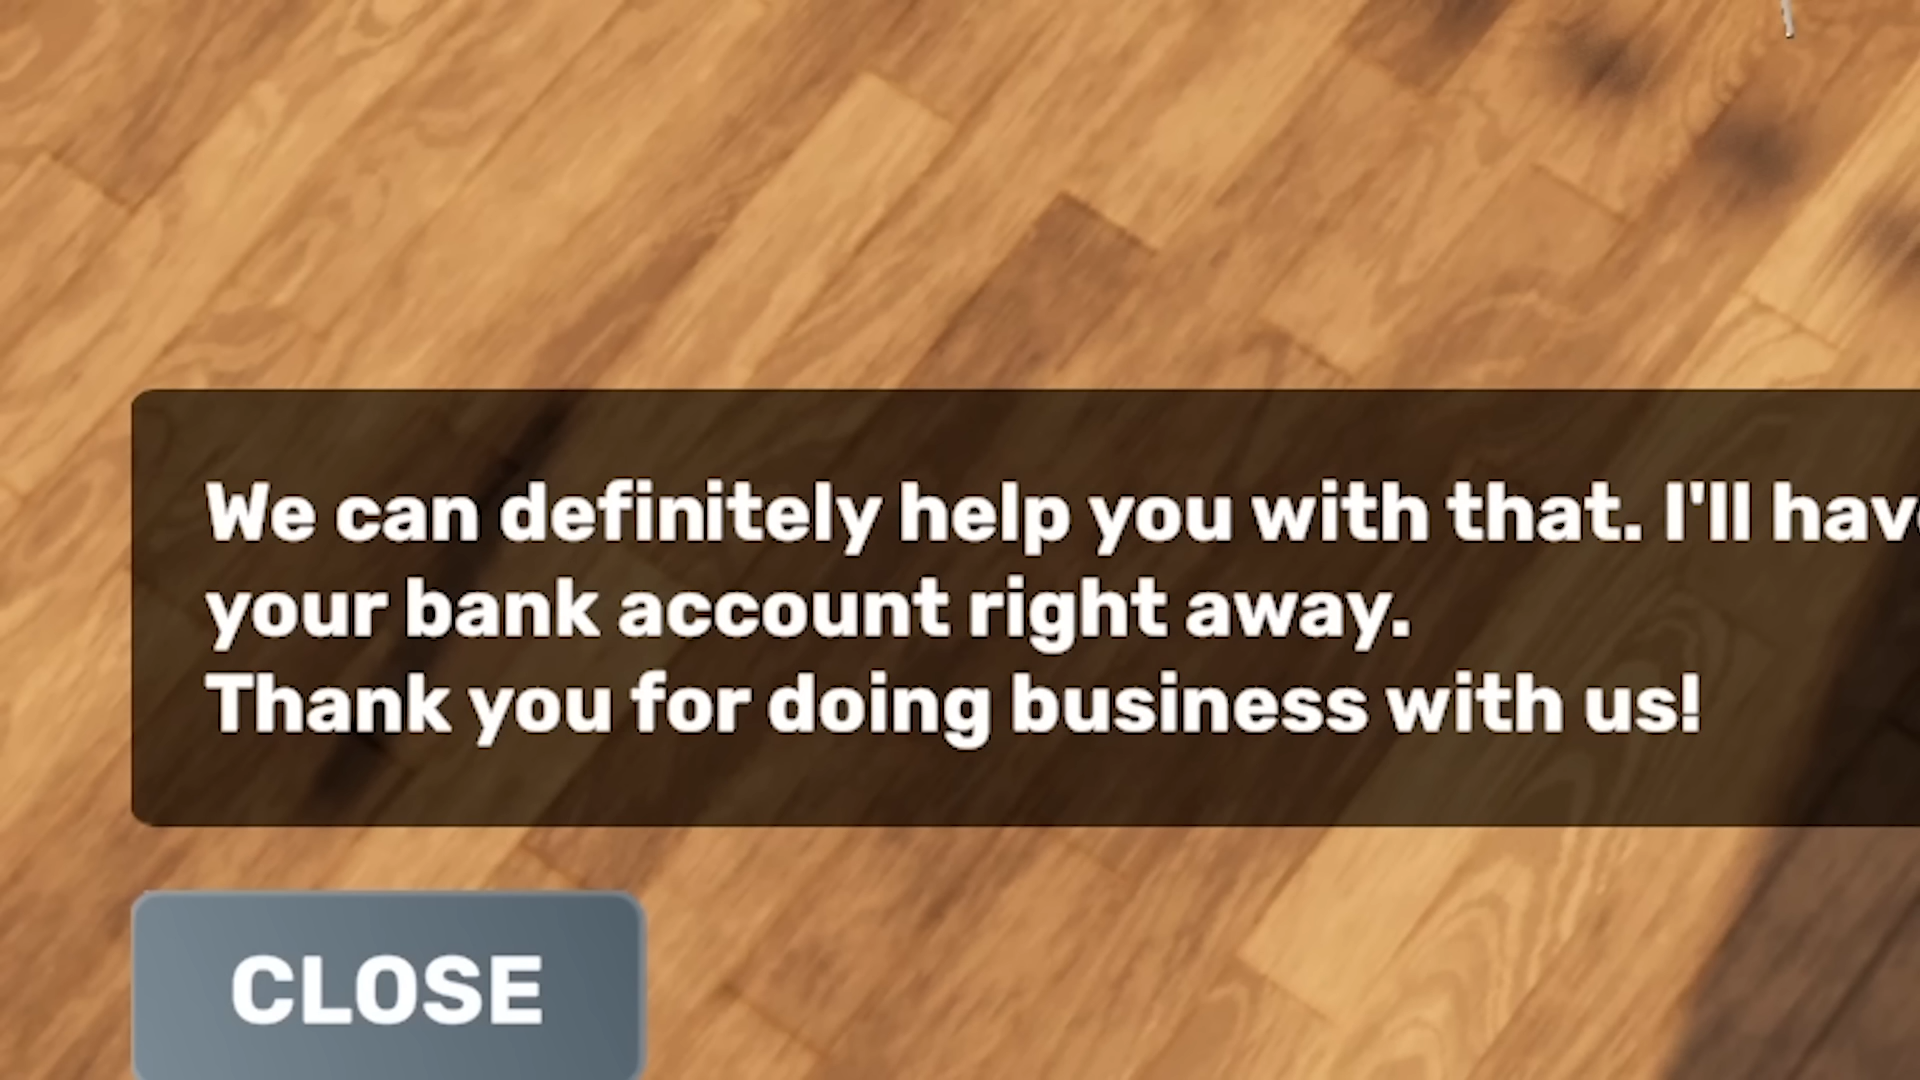 We can definitely help you with that. I'll have
your bank account right away.
Thank you for doing business with us!
CLOSE